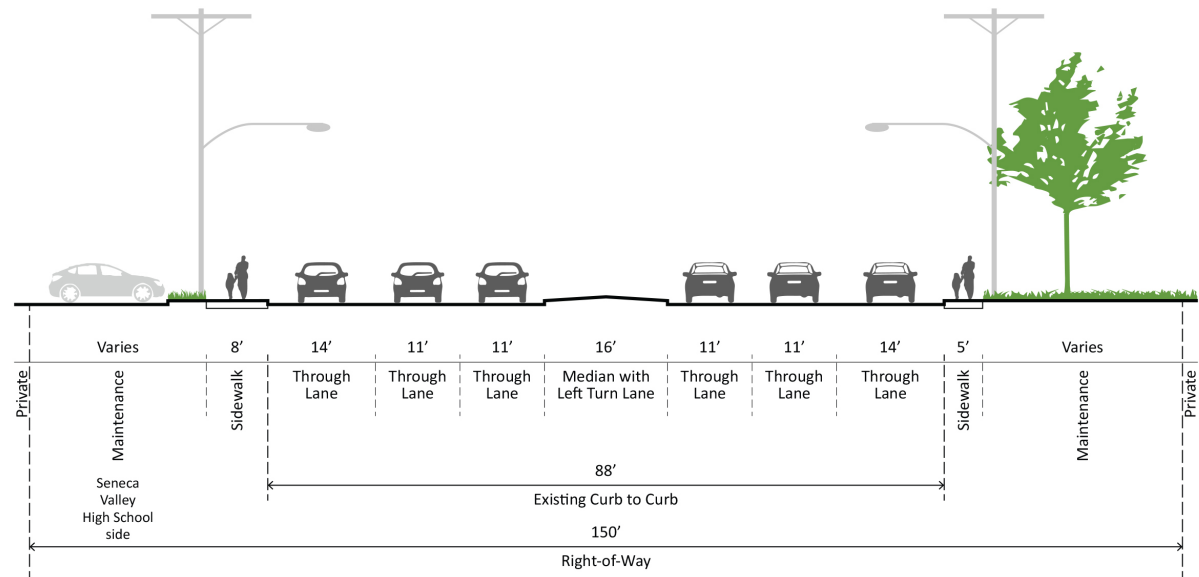 Varies
8’
14’
11’
11’
16’
11’
11’
14’
5’
Varies
Private
Maintenance
Sidewalk
Through
Lane
Through
Lane
Through
Lane
Median with
Left Turn Lane
Through
Lane
Through
Lane
Through
Lane
Sidewalk
Maintenance
Private
88’
Existing Curb to Curb
Seneca
Valley
High School
side
150’
Right-of-Way